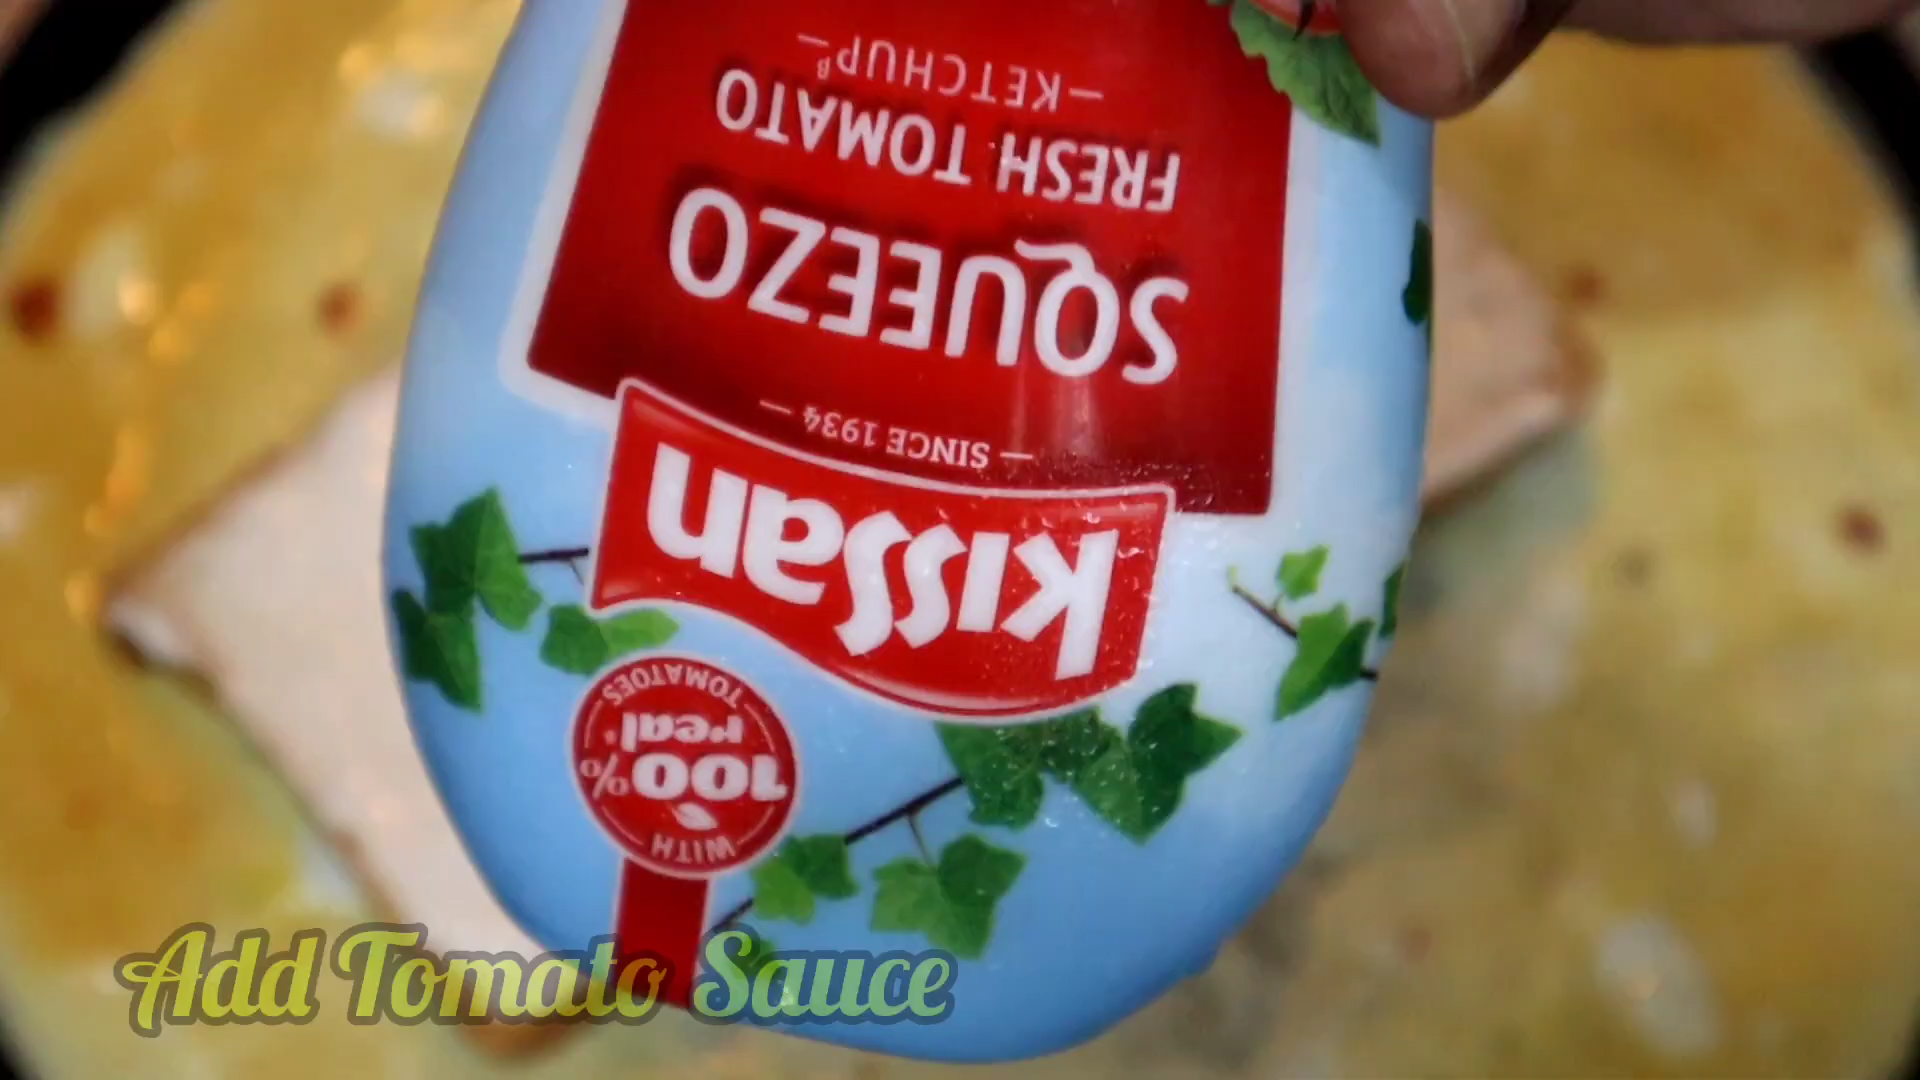 WITH
100%
real
TOMATOES
Kissan
— SINCE 1934 —
SQUEEZO
FRESH TOMATO
— KETCHUP —
Add Tomato Sauce